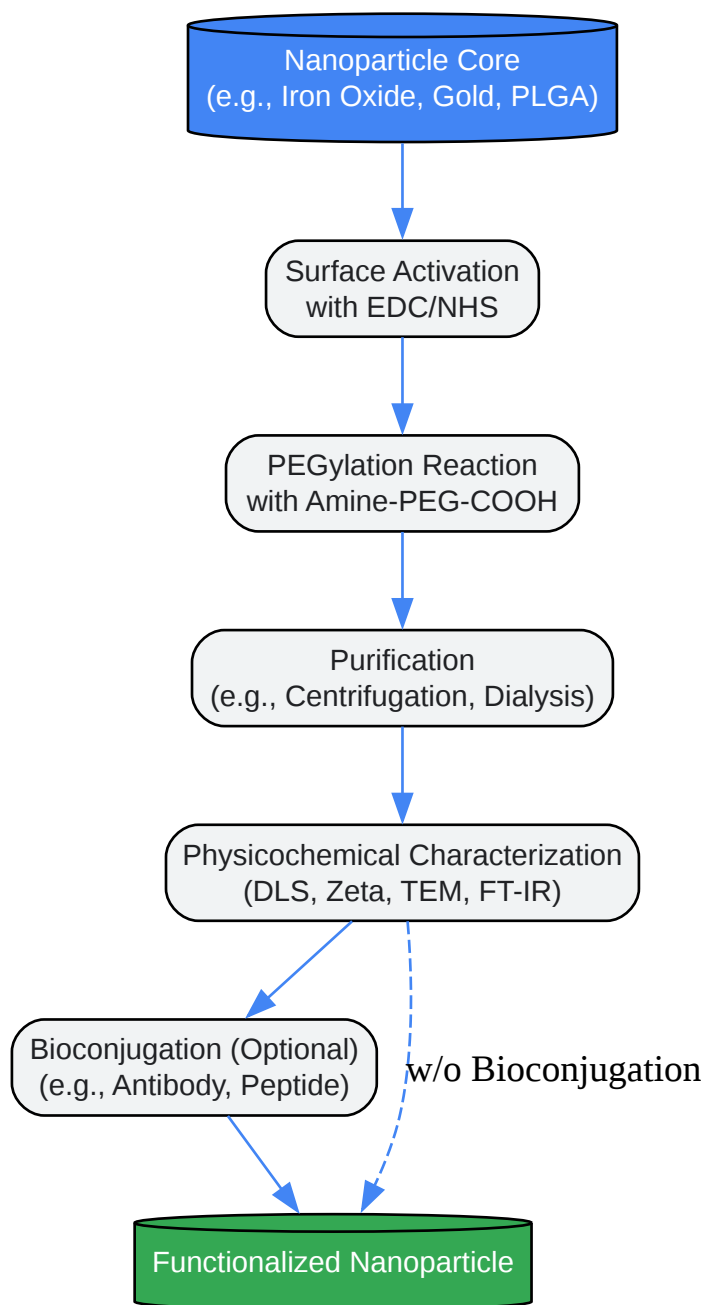 Nanoparticle Core
(e.g., Iron Oxide, Gold, PLGA)
Surface Activation
with EDC/NHS
PEGylation Reaction
with Amine-PEG-COOH
Purification
(e.g., Centrifugation, Dialysis)
Physicochemical Characterization
(DLS, Zeta, TEM, FT-IR)
Bioconjugation (Optional)
(e.g., Antibody, Peptide)
w/o Bioconjugation
Functionalized Nanoparticle